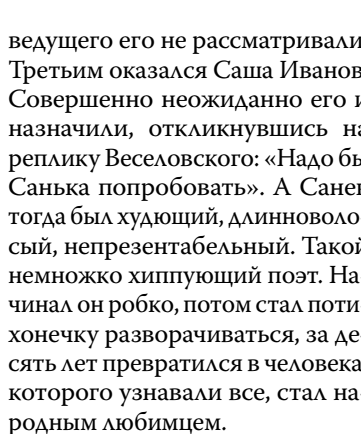 ведущего его не рассматривали
Третьим оказался Саша Иванов
Совершенно неожиданно его и
назначили, откликнувшись на
реплику Веселовского: «Надо бы
Санька попробовать». А Санек
тогда был худющий, длинноволо
сый, непрезентабельный. Такой
немножко хиппующий поэт. На
чинал он робко, потом стал поти
хонечку разворачиваться, за де
сять лет превратился в человека
которого узнавали все, стал на
родным любимцем.